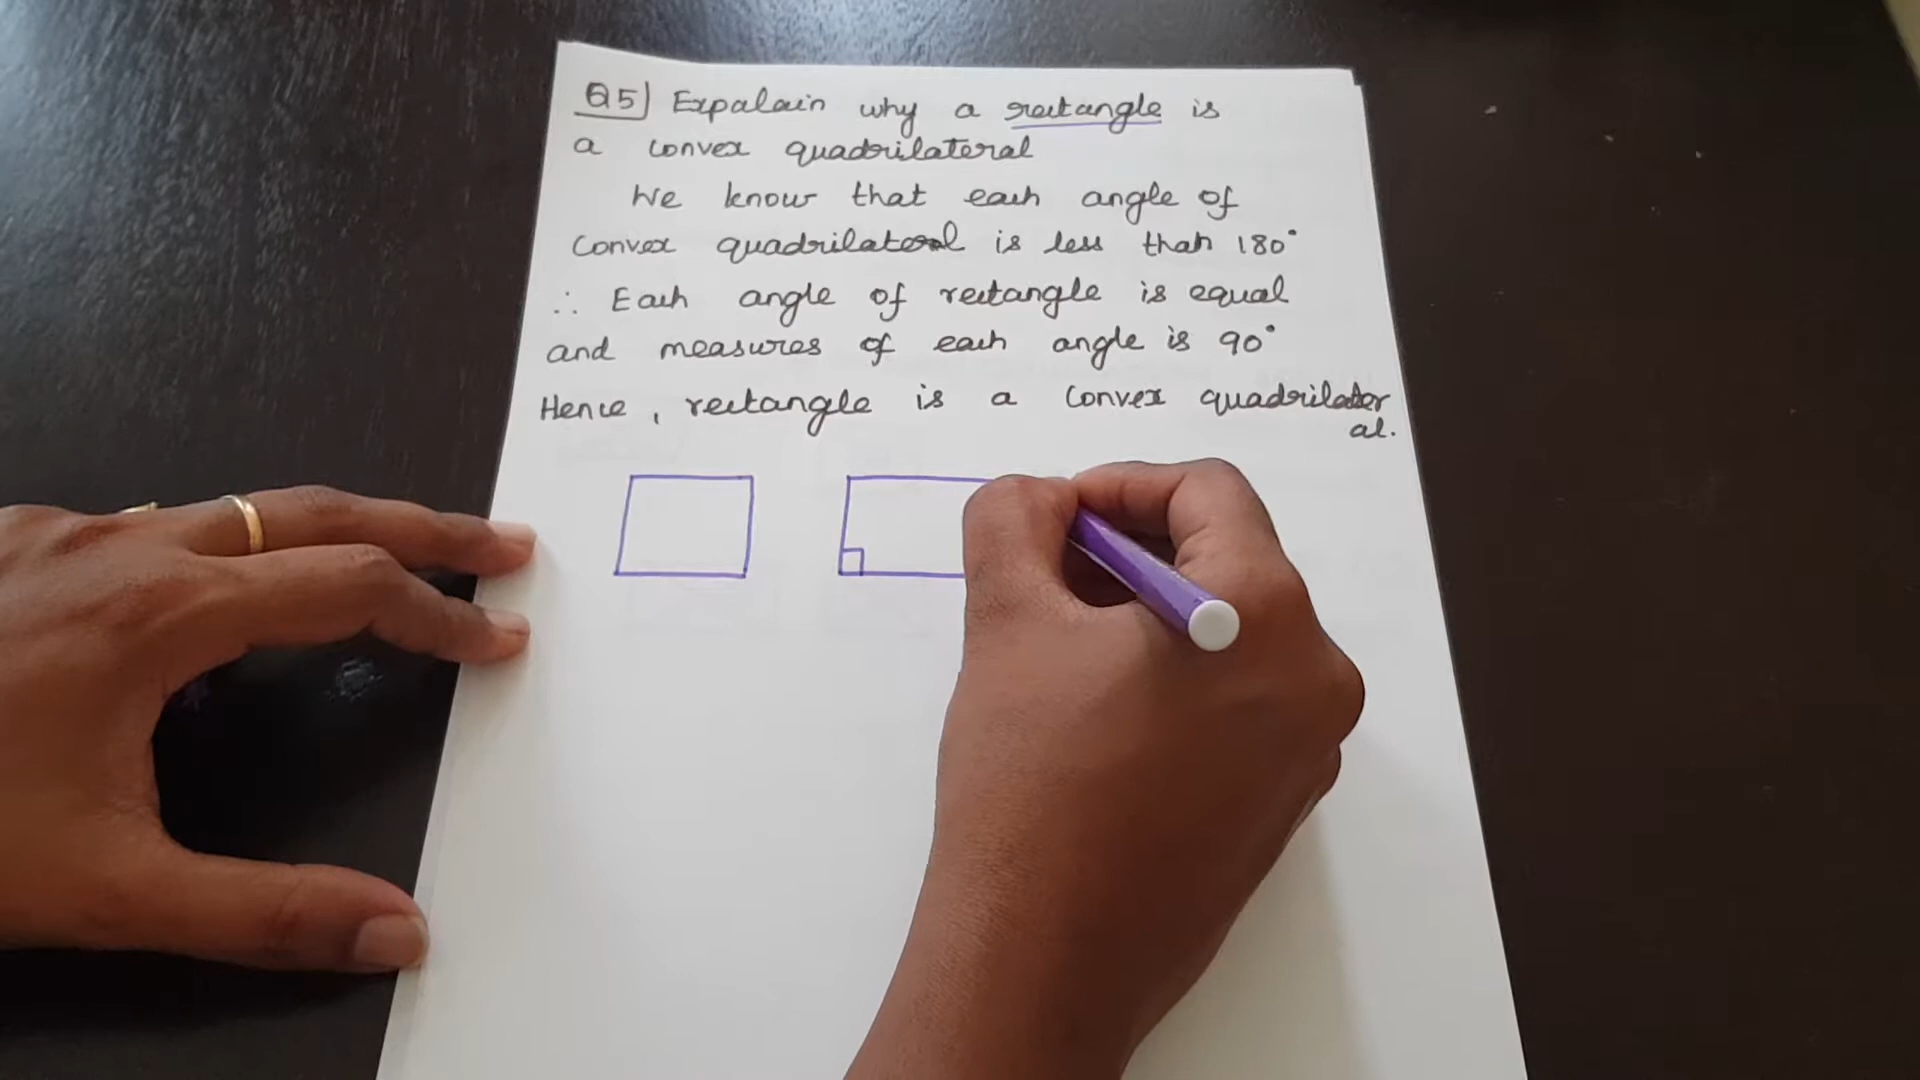 Q5) Expalain why a rectangle is
a convex quadrilateral
We know that each angle of
convex quadrilateral is less than 180°
∴ Each angle of rectangle is equal
and measures of each angle is 90°
Hence, rectangle is a convex quadrilater
al.